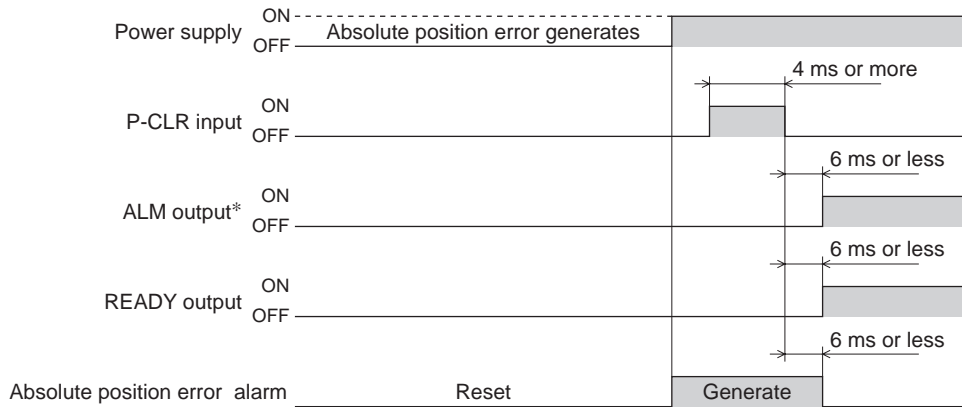 Power supply
ON
OFF
Absolute position error generates
4 ms or more
P-CLR input
ON
OFF
6 ms or less
ALM output*
ON
OFF
6 ms or less
READY output
ON
OFF
6 ms or less
Absolute position error alarm
Reset
Generate